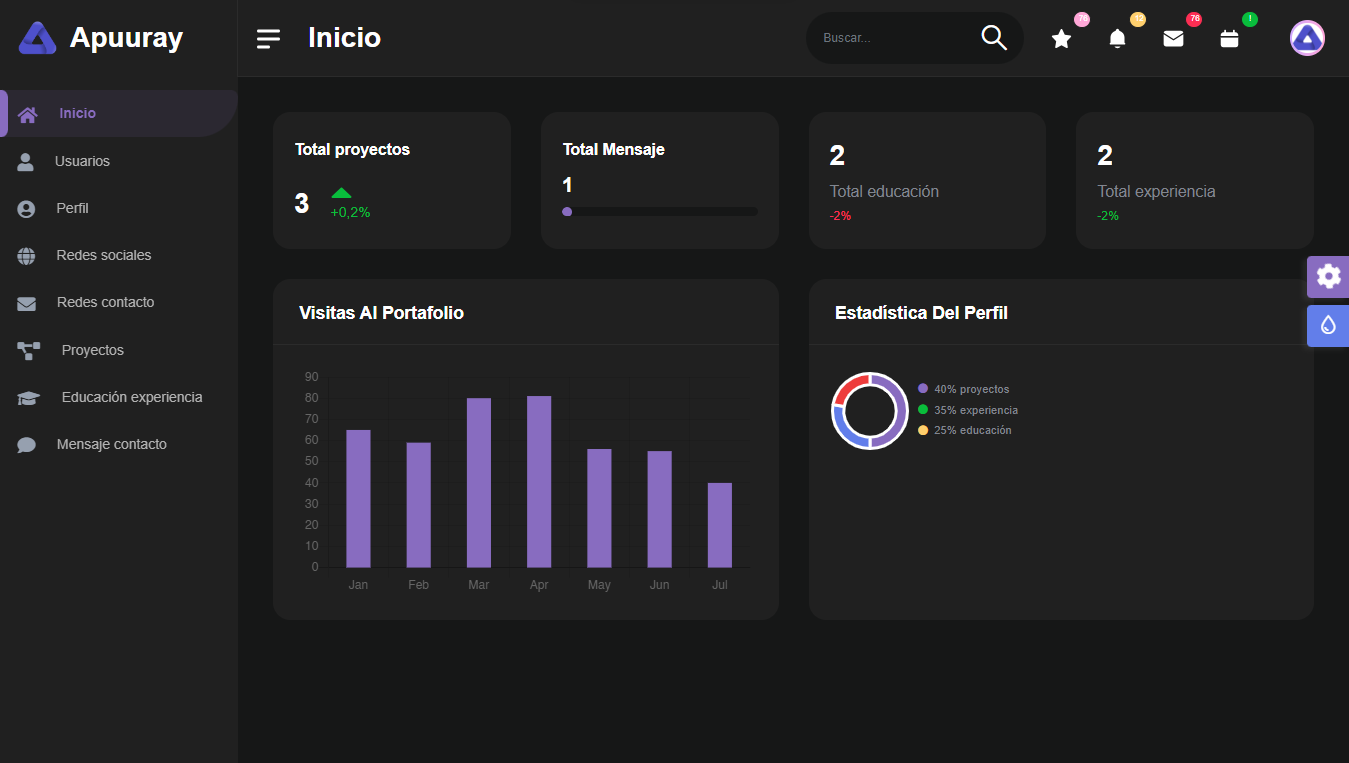 Apuuray
Inicio
Buscar...
76
12
76
!
Inicio
Usuarios
Perfil
Redes sociales
Redes contacto
Proyectos
Educación experiencia
Mensaje contacto
Total proyectos
3
+0,2%
Total Mensaje
1
2
Total educación
-2%
2
Total experiencia
-2%
Visitas Al Portafolio
90
80
70
60
50
40
30
20
10
0
Jan Feb Mar Apr May Jun Jul
Estadística Del Perfil
40% proyectos
35% experiencia
25% educación